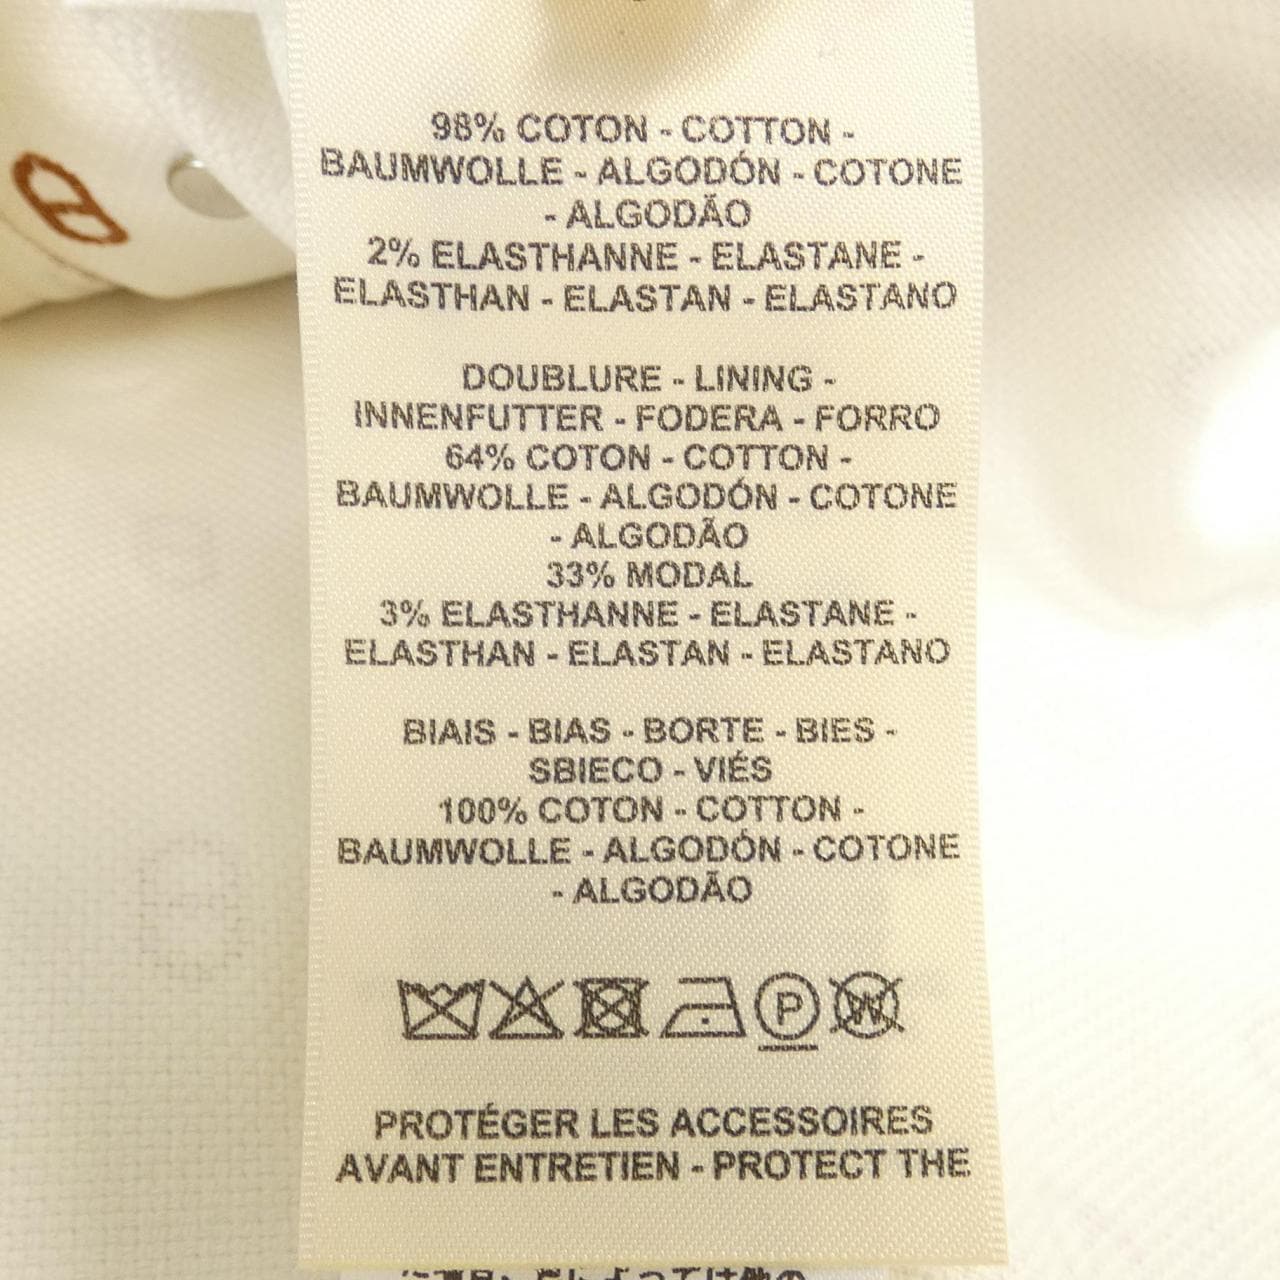 98% COTON - COTTON -
BAUMWOLLE - ALGODÓN - COTONE
- ALGODÃO
2% ELASTHANNE - ELASTANE -
ELASTHAN - ELASTAN - ELASTANO
DOUBLURE - LINING -
INNENFUTTER - FODERA - FORRO
64% COTON - COTTON -
BAUMWOLLE - ALGODÓN - COTONE
- ALGODÃO
33% MODAL
3% ELASTHANNE - ELASTANE -
ELASTHAN - ELASTAN - ELASTANO
BIAIS - BIAS - BORTE - BIES -
SBIECO - VIÉS
100% COTON - COTTON -
BAUMWOLLE - ALGODÓN - COTONE
- ALGODÃO
P W
PROTÉGER LES ACCESSOIRES
AVANT ENTRETIEN - PROTECT THE